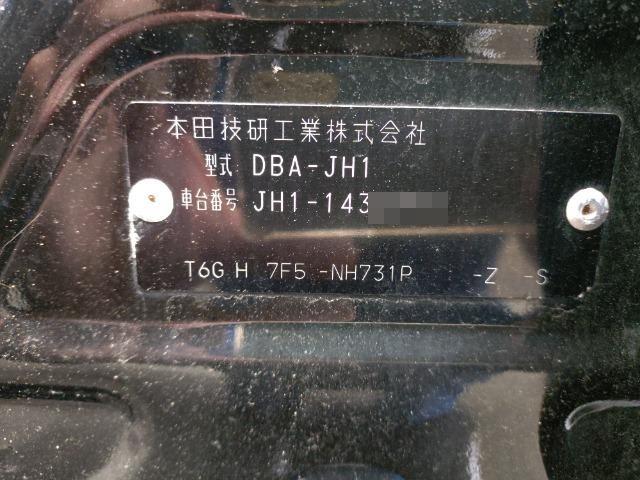 本田技研工業株式会社
型式 DBA-JH1
車台番号 JH1-143
T6G H 7F5 -NH731P -Z -S